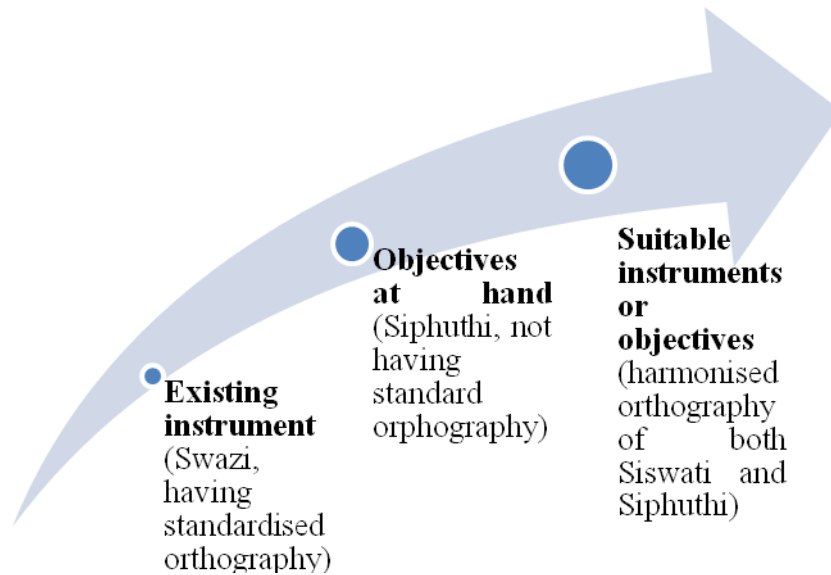 Existing
instrument
(Swazi,
having
standardised
orthography)
Objectives
at hand
(Siphuthi, not
having
standard
orphography)
Suitable
instruments
or
objectives
(harmonised
orthography
of both
Siswati and
Siphuthi)